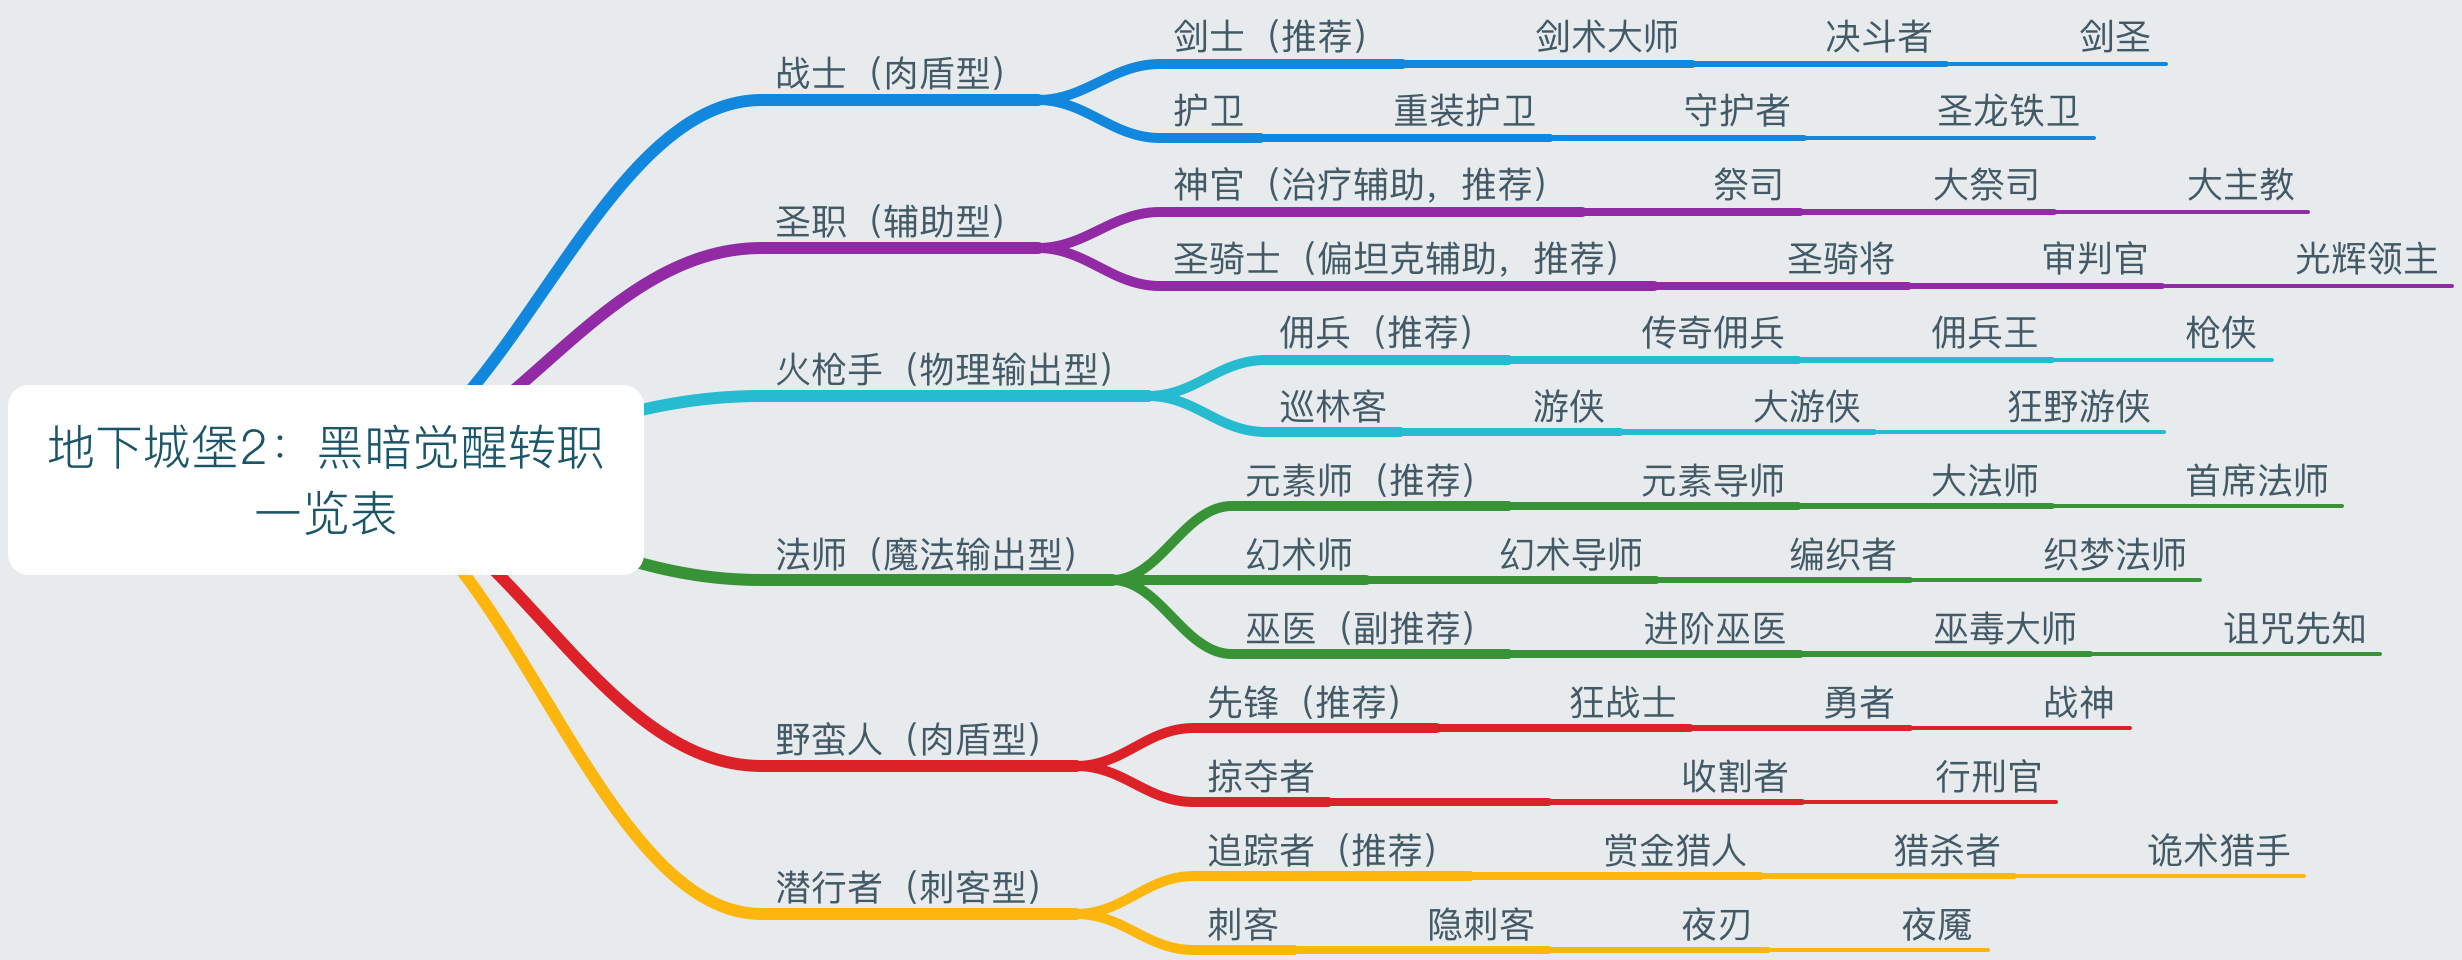 地下城堡2：黑暗觉醒转职
一览表
战士（肉盾型）
剑士（推荐） 剑术大师 决斗者 剑圣
护卫 重装护卫 守护者 圣龙铁卫
圣职（辅助型）
神官（治疗辅助，推荐） 祭司 大祭司 大主教
圣骑士（偏坦克辅助，推荐） 圣骑将 审判官 光辉领主
火枪手（物理输出型）
佣兵（推荐） 传奇佣兵 佣兵王 枪侠
巡林客 游侠 大游侠 狂野游侠
法师（魔法输出型）
元素师（推荐） 元素导师 大法师 首席法师
幻术师 幻术导师 编织者 织梦法师
巫医（副推荐） 进阶巫医 巫毒大师 诅咒先知
野蛮人（肉盾型）
先锋（推荐） 狂战士 勇者 战神
掠夺者 收割者 行刑官
潜行者（刺客型）
追踪者（推荐） 赏金猎人 猎杀者 诡术猎手
刺客 隐刺客 夜刃 夜魇